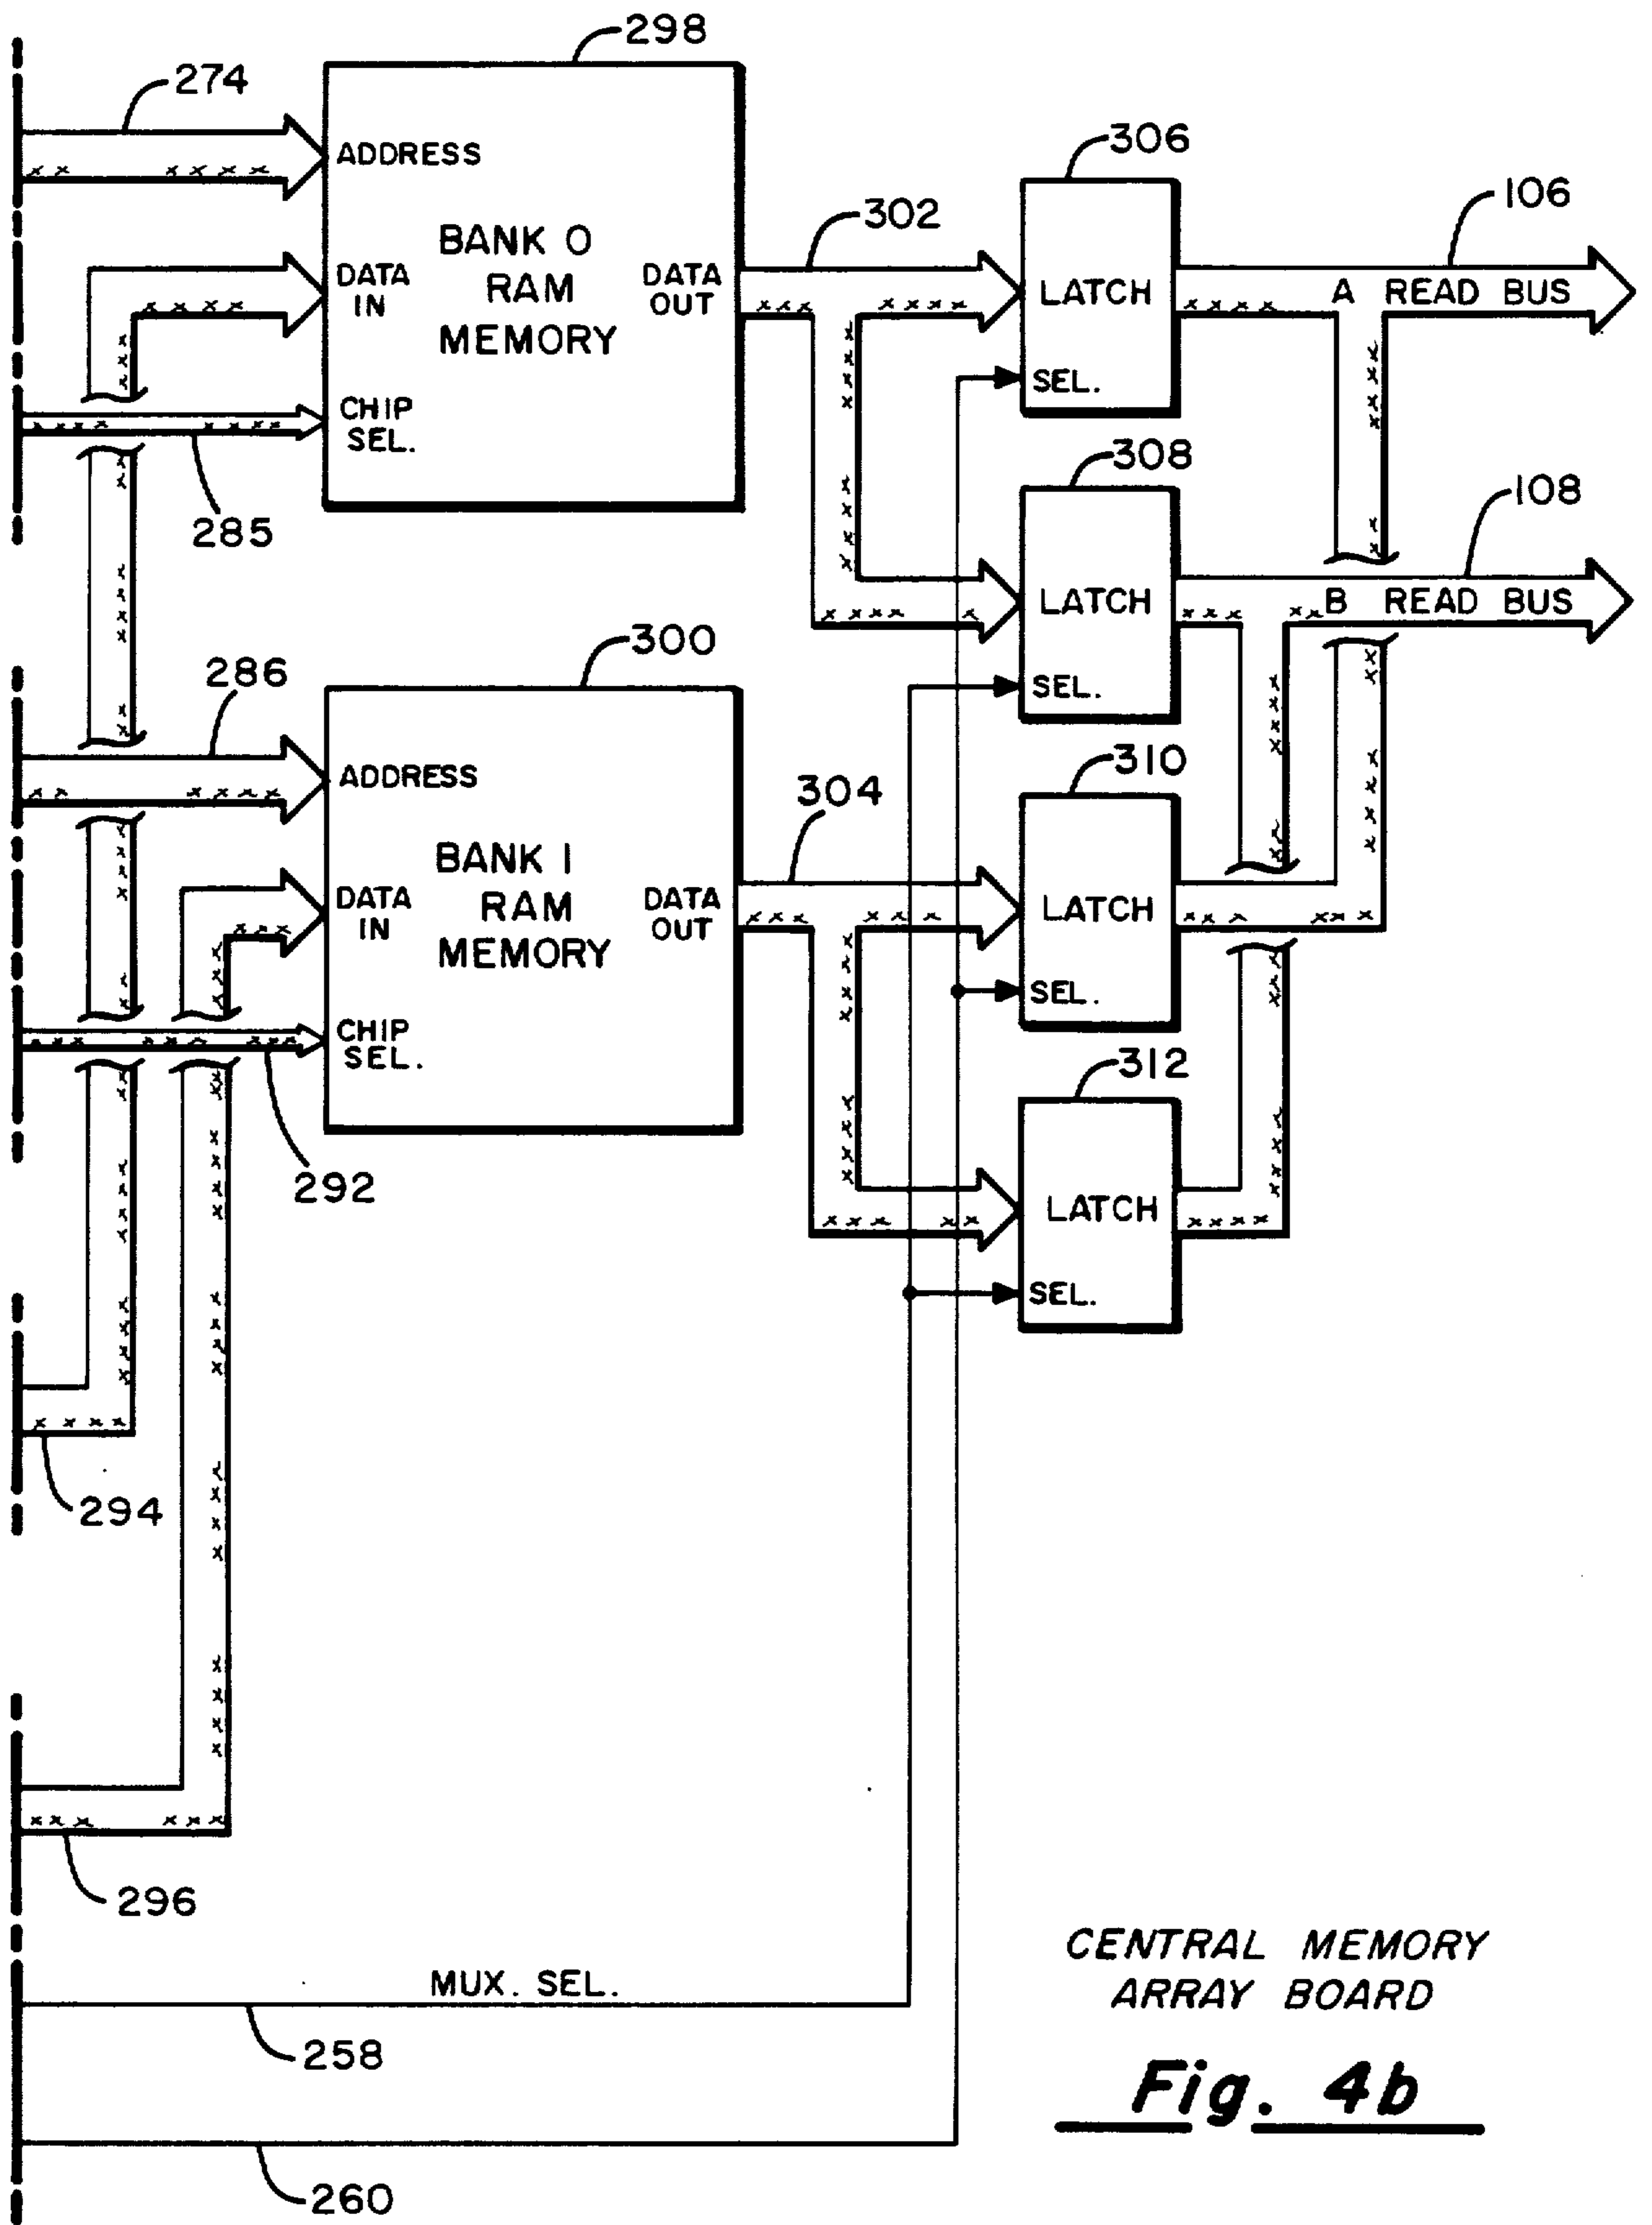 298
274
ADDRESS
306
106
302
BANK 0
RAM
MEMORY
DATA
IN
DATA
OUT
LATCH
A READ BUS
SEL.
CHIP
SEL.
285
308
108
LATCH
B READ BUS
300
286
SEL.
ADDRESS
310
304
BANK 1
RAM
MEMORY
DATA
IN
DATA
OUT
LATCH
SEL.
CHIP
SEL.
312
292
LATCH
SEL.
294
296
MUX. SEL.
258
260
CENTRAL MEMORY
ARRAY BOARD
Fig. 4b